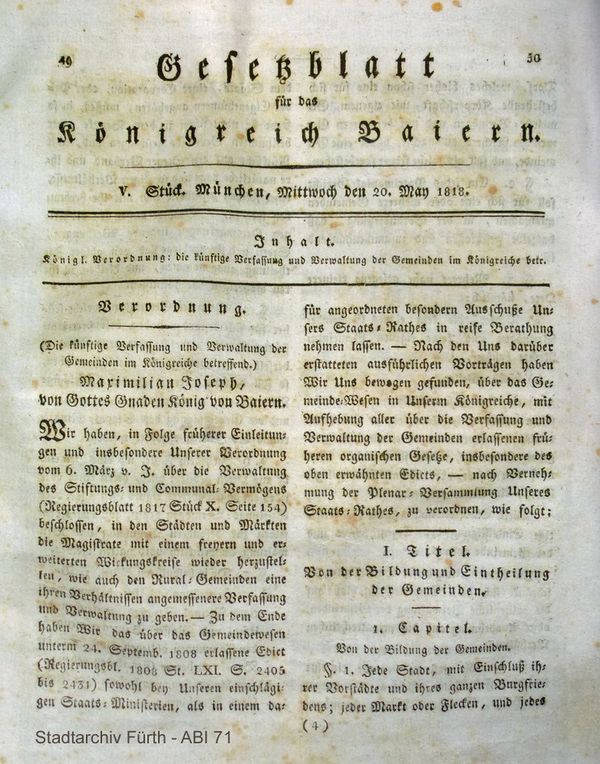 49
50
Gesetzblatt
für das
Königreich Baiern.
V. Stück. München, Mittwoch den 20. May 1818.
Inhalt.
Königl. Verordnung: die künftige Verfassung und Verwaltung der Gemeinden im Königreiche betr.
Verordnung.
(Die künftige Verfassung und Verwaltung der
Gemeinden im Königreiche betreffend.)
Maximilian Joseph,
von Gottes Gnaden König von Baiern.
Wir haben, in Folge früherer Einleitun-
gen und insbesondere Unserer Verordnung
vom 6. März v. J. über die Verwaltung
des Stiftungs- und Communal-Vermögens
(Regierungsblatt 1817 Stück X. Seite 154)
beschlossen, in den Städten und Märkten
die Magistrate mit einem freyern und er-
weiterten Wirkungskreise wieder herzustel-
len, wie auch den Rural-Gemeinden eine
ihren Verhältnissen angemessenere Verfassung
und Verwaltung zu geben. — Zu dem Ende
haben Wir das über das Gemeindewesen
unterm 24. Septemb. 1808 erlassene Edict
(Regierungsbl. 1808 St. LXI. S. 2405
bis 2431) sowohl bey Unseren einschlägi-
gen Staats-Ministerien, als in einem da-
für angeordneten besondern Ausschuße Un-
sers Staats-Rathes in reife Berathung
nehmen lassen. — Nach den Uns darüber
erstatteten ausführlichen Vorträgen haben
Wir Uns bewogen gefunden, über das Ge-
meinde-Wesen in Unserm Königreiche, mit
Aufhebung aller über die Verfassung und
Verwaltung der Gemeinden erlassenen frü-
heren organischen Gesetze, insbesondere des
oben erwähnten Edicts, — nach Verneh-
mung der Plenar-Versammlung Unseres
Staats-Rathes, zu verordnen, wie folgt;
I. Titel.
Von der Bildung und Eintheilung
der Gemeinden.
1. Capitel.
Von der Bildung der Gemeinden.
§. 1. Jede Stadt, mit Einschluß ih-
rer Vorstädte und ihres ganzen Burgfrie-
dens; jeder Markt oder Flecken, und jedes
(4)
Stadtarchiv Fürth - ABl 71